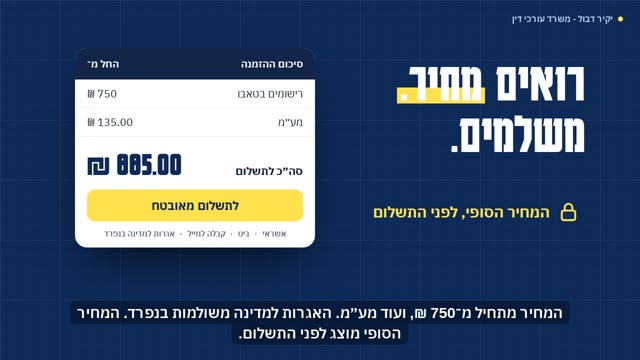 יקיר דבול - משרד עורכי דין
רואים מחיר.
משלמים.
המחיר הסופי, לפני התשלום
סיכום ההזמנה החל מ־
רישומים בטאבו 750 ₪
מע״מ 135.00 ₪
סה״כ לתשלום 885.00 ₪
לתשלום מאובטח
אשראי · ביט · קבלה למייל · אגרות למדינה בנפרד
המחיר מתחיל מ־750 ₪, ועוד מע״מ. האגרות למדינה משולמות בנפרד. המחיר
הסופי מוצג לפני התשלום.